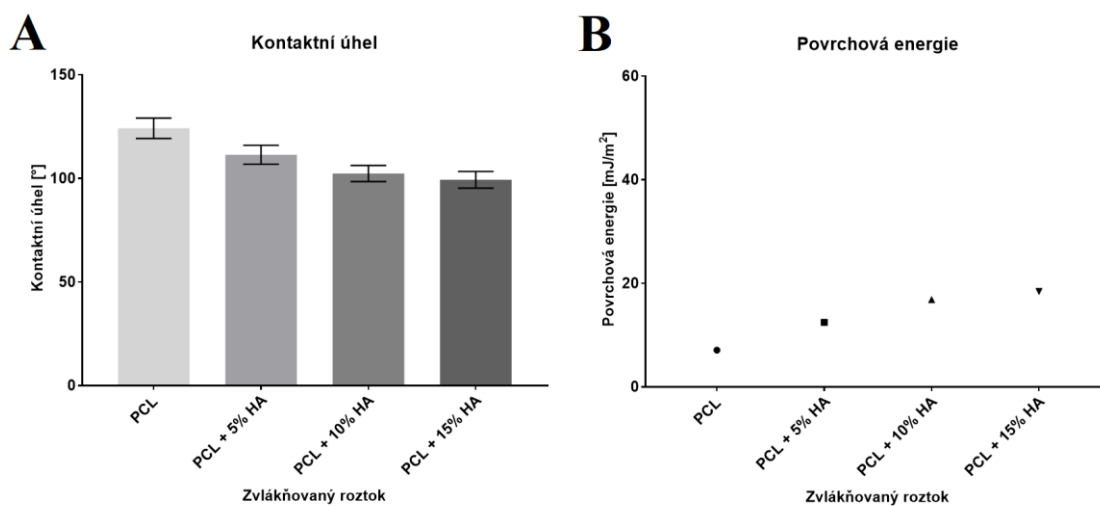 A
Kontaktní úhel
Kontaktní úhel [°]
150
100
50
0
PCL
PCL + 5% HA
PCL + 10% HA
PCL + 15% HA
Zvlákňovaný roztok
B
Povrchová energie
Povrchová energie [mJ/m²]
60
40
20
0
PCL
PCL + 5% HA
PCL + 10% HA
PCL + 15% HA
Zvlákňovaný roztok